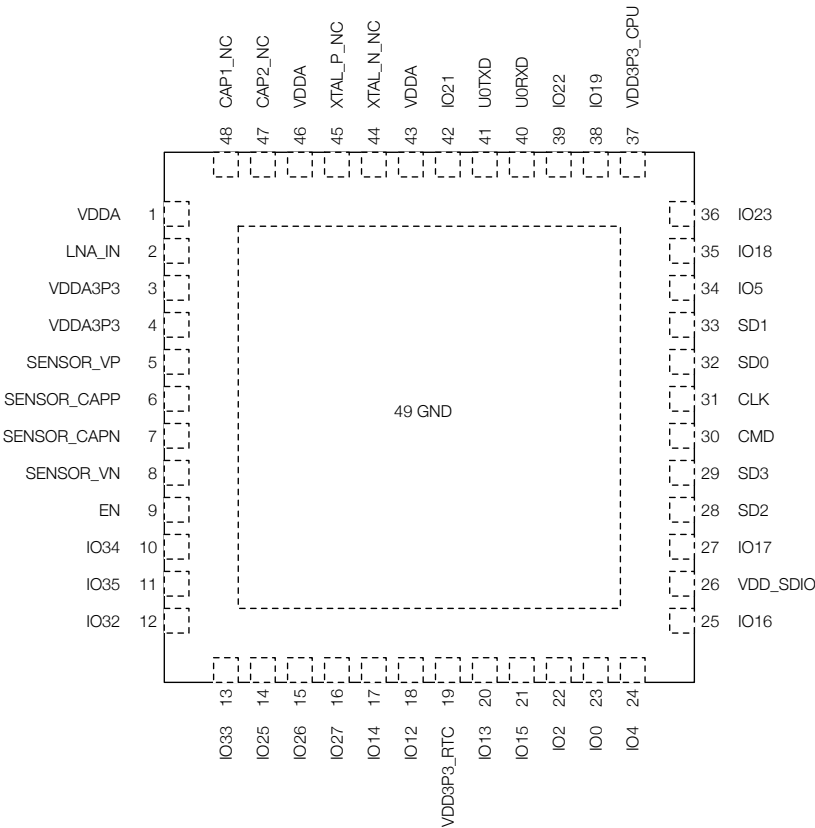 CAP1_NC
CAP2_NC
VDDA
XTAL_P_NC
XTAL_N_NC
VDDA
IO21
U0TXD
U0RXD
IO22
IO19
VDD3P3_CPU
48
47
46
45
44
43
42
41
40
39
38
37
VDDA 1
LNA_IN 2
VDDA3P3 3
VDDA3P3 4
SENSOR_VP 5
SENSOR_CAPP 6
SENSOR_CAPN 7
SENSOR_VN 8
EN 9
IO34 10
IO35 11
IO32 12
49 GND
36 IO23
35 IO18
34 IO5
33 SD1
32 SD0
31 CLK
30 CMD
29 SD3
28 SD2
27 IO17
26 VDD_SDIO
25 IO16
13
14
15
16
17
18
19
20
21
22
23
24
IO33
IO25
IO26
IO27
IO14
IO12
VDD3P3_RTC
IO13
IO15
IO2
IO0
IO4